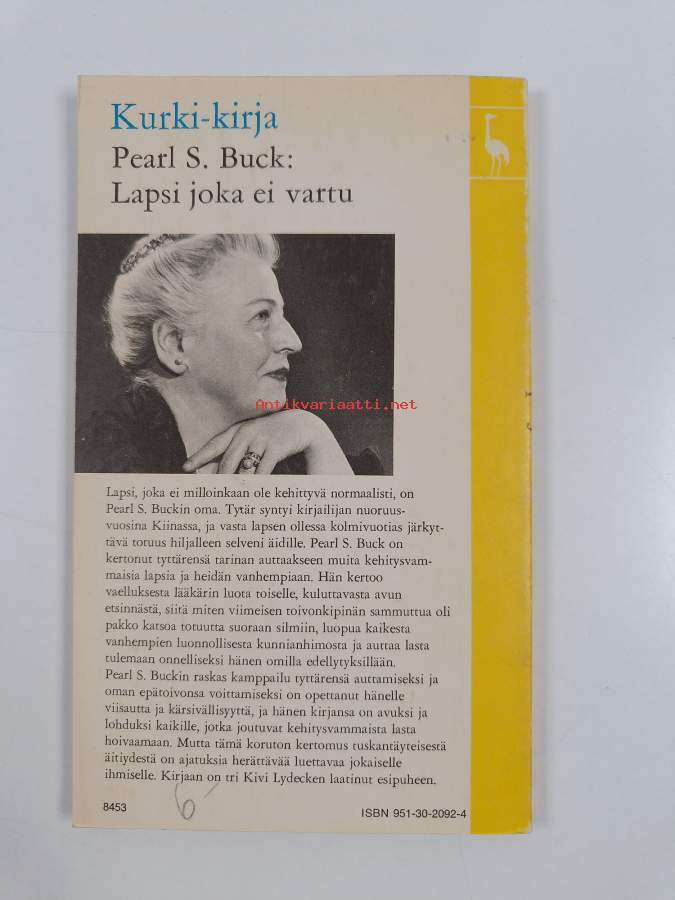 Kurki-kirja
Pearl S. Buck:
Lapsi joka ei vartu
Antikvariaatti.net
Lapsi, joka ei milloinkaan ole kehittyvä normaalisti, on
Pearl S. Buckin oma. Tytär syntyi kirjailijan nuoruus-
vuosina Kiinassa, ja vasta lapsen ollessa kolmivuotias järkyt-
tävä totuus hiljalleen selveni äidille. Pearl S. Buck on
kertonut tyttärensä tarinan auttaakseen muita kehitysvam-
maisia lapsia ja heidän vanhempiaan. Hän kertoo
vaelluksesta lääkärin luota toiselle, kuluttavasta avun
etsinnästä, siitä miten viimeisen toivonkipinän sammuttua oli
pakko katsoa totuutta suoraan silmiin, luopua kaikesta
vanhempien luonnollisesta kunnianhimosta ja auttaa lasta
tulemaan onnelliseksi hänen omilla edellytyksillään.
Pearl S. Buckin raskas kamppailu tyttärensä auttamiseksi ja
oman epätoivonsa voittamiseksi on opettanut hänelle
viisautta ja kärsivällisyyttä, ja hänen kirjansa on avuksi ja
lohduksi kaikille, jotka joutuvat kehitysvammaista lasta
hoivaamaan. Mutta tämä koruton kertomus tuskantäyteisestä
äitiydestä on ajatuksia herättävää luettavaa jokaiselle
ihmiselle. Kirjaan on tri Kivi Lydecken laatinut esipuheen.
8453
6-
ISBN 951-30-2092-4